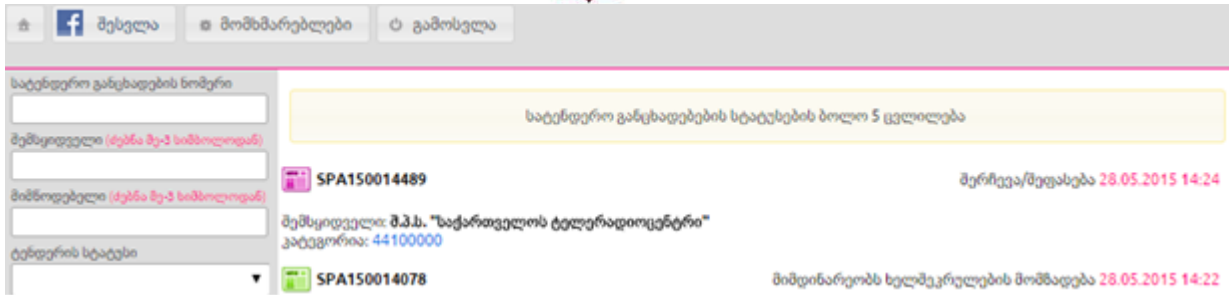 შესვლა მომხმარებლები გამოსვლა
სატენდერო განცხადების ნომერი
შემსყიდველი (ძებნა მე-3 სიმბოლოდან)
მიმწოდებელი (ძებნა მე-3 სიმბოლოდან)
ტენდერის სტატუსი
სატენდერო განცხადებების სტატუსების ბოლო 5 ცვლილება
SPA150014489 შერჩევა/შეფასება 28.05.2015 14:24
შემსყიდველი: შ.პ.ს. "საქართველოს ტელერადიოცენტრი"
კატეგორია: 44100000
SPA150014078 მიმდინარეობს ხელშეკრულების მომზადება 28.05.2015 14:22